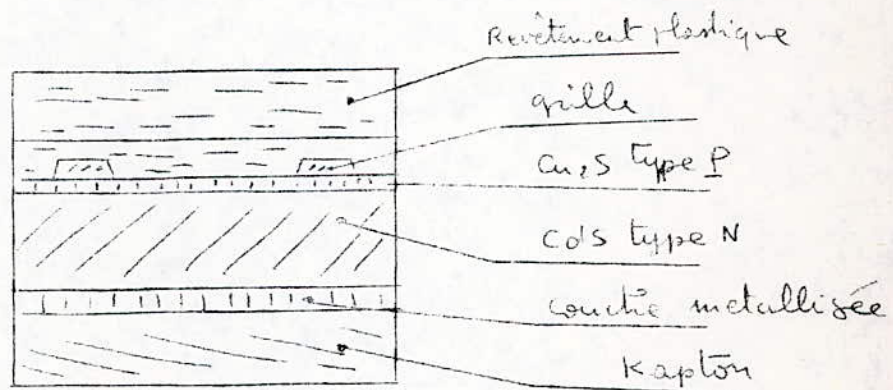 Revêtement plastique
grille
Cu2S type P
CdS type N
couche metallisée
Kapton